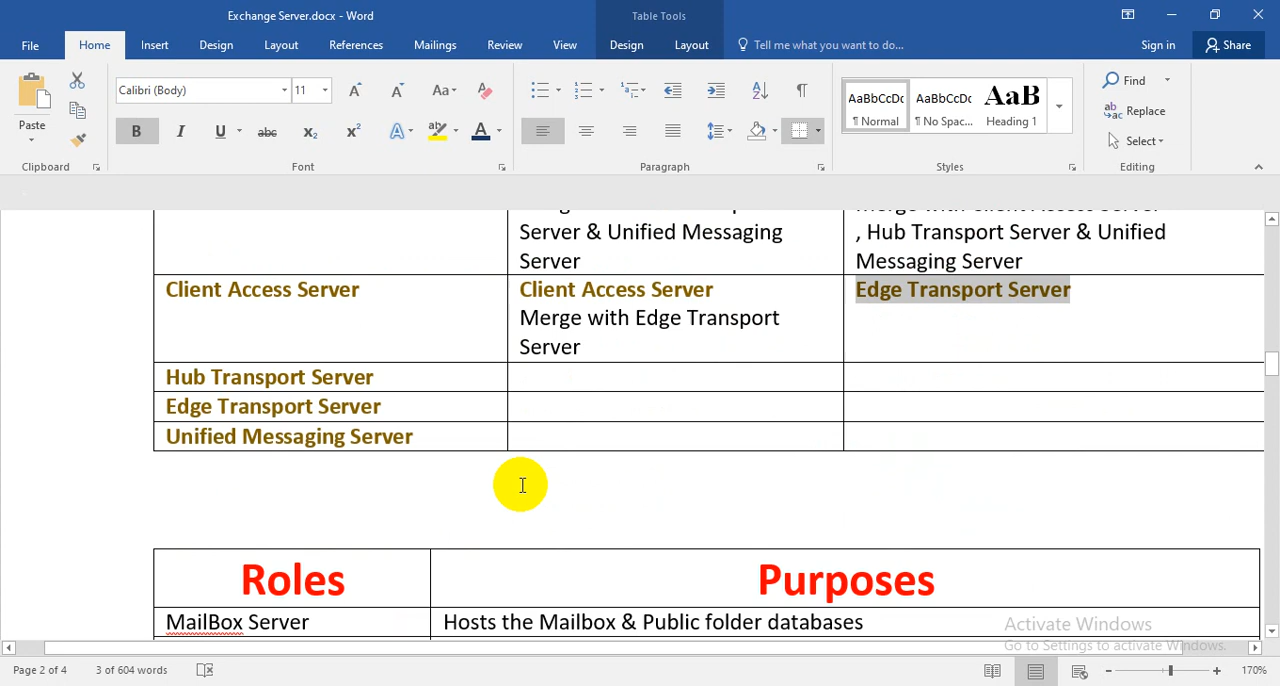 Exchange Server.docx - Word
Table Tools
File
Home
Insert
Design
Layout
References
Mailings
Review
View
Design
Layout
Tell me what you want to do...
Sign in
Share
Paste
Calibri (Body)
11
Aa
B I U abc x₂ x² A A
AaBbCcDc
¶ Normal
AaBbCcDc
¶ No Spac...
AaB
Heading 1
Find
Replace
Select
Clipboard
Font
Paragraph
Styles
Editing
Server & Unified Messaging
Server
, Hub Transport Server & Unified
Messaging Server
Client Access Server
Client Access Server
Merge with Edge Transport
Server
Edge Transport Server
Hub Transport Server
Edge Transport Server
Unified Messaging Server
Roles
Purposes
MailBox Server
Hosts the Mailbox & Public folder databases
Activate Windows
Go to Settings to activate Windows.
Page 2 of 4
3 of 604 words
170%